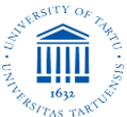 UNIVERSITY OF TARTU
1632
UNIVERSITAS TARTUENSIS